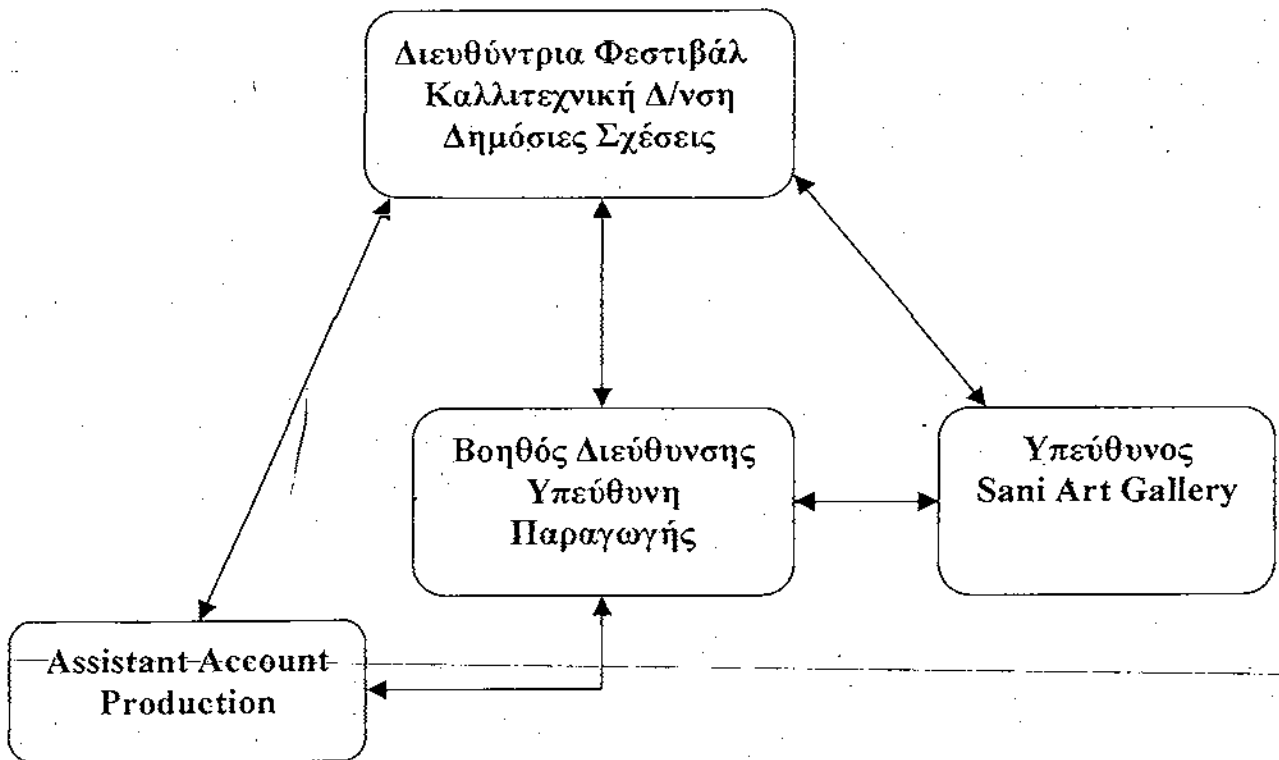 Διευθύντρια Φεστιβάλ
Καλλιτεχνική Δ/νση
Δημόσιες Σχέσεις
Βοηθός Διεύθυνσης
Υπεύθυνη
Παραγωγής
Υπεύθυνος
Sani Art Gallery
Assistant Account
Production